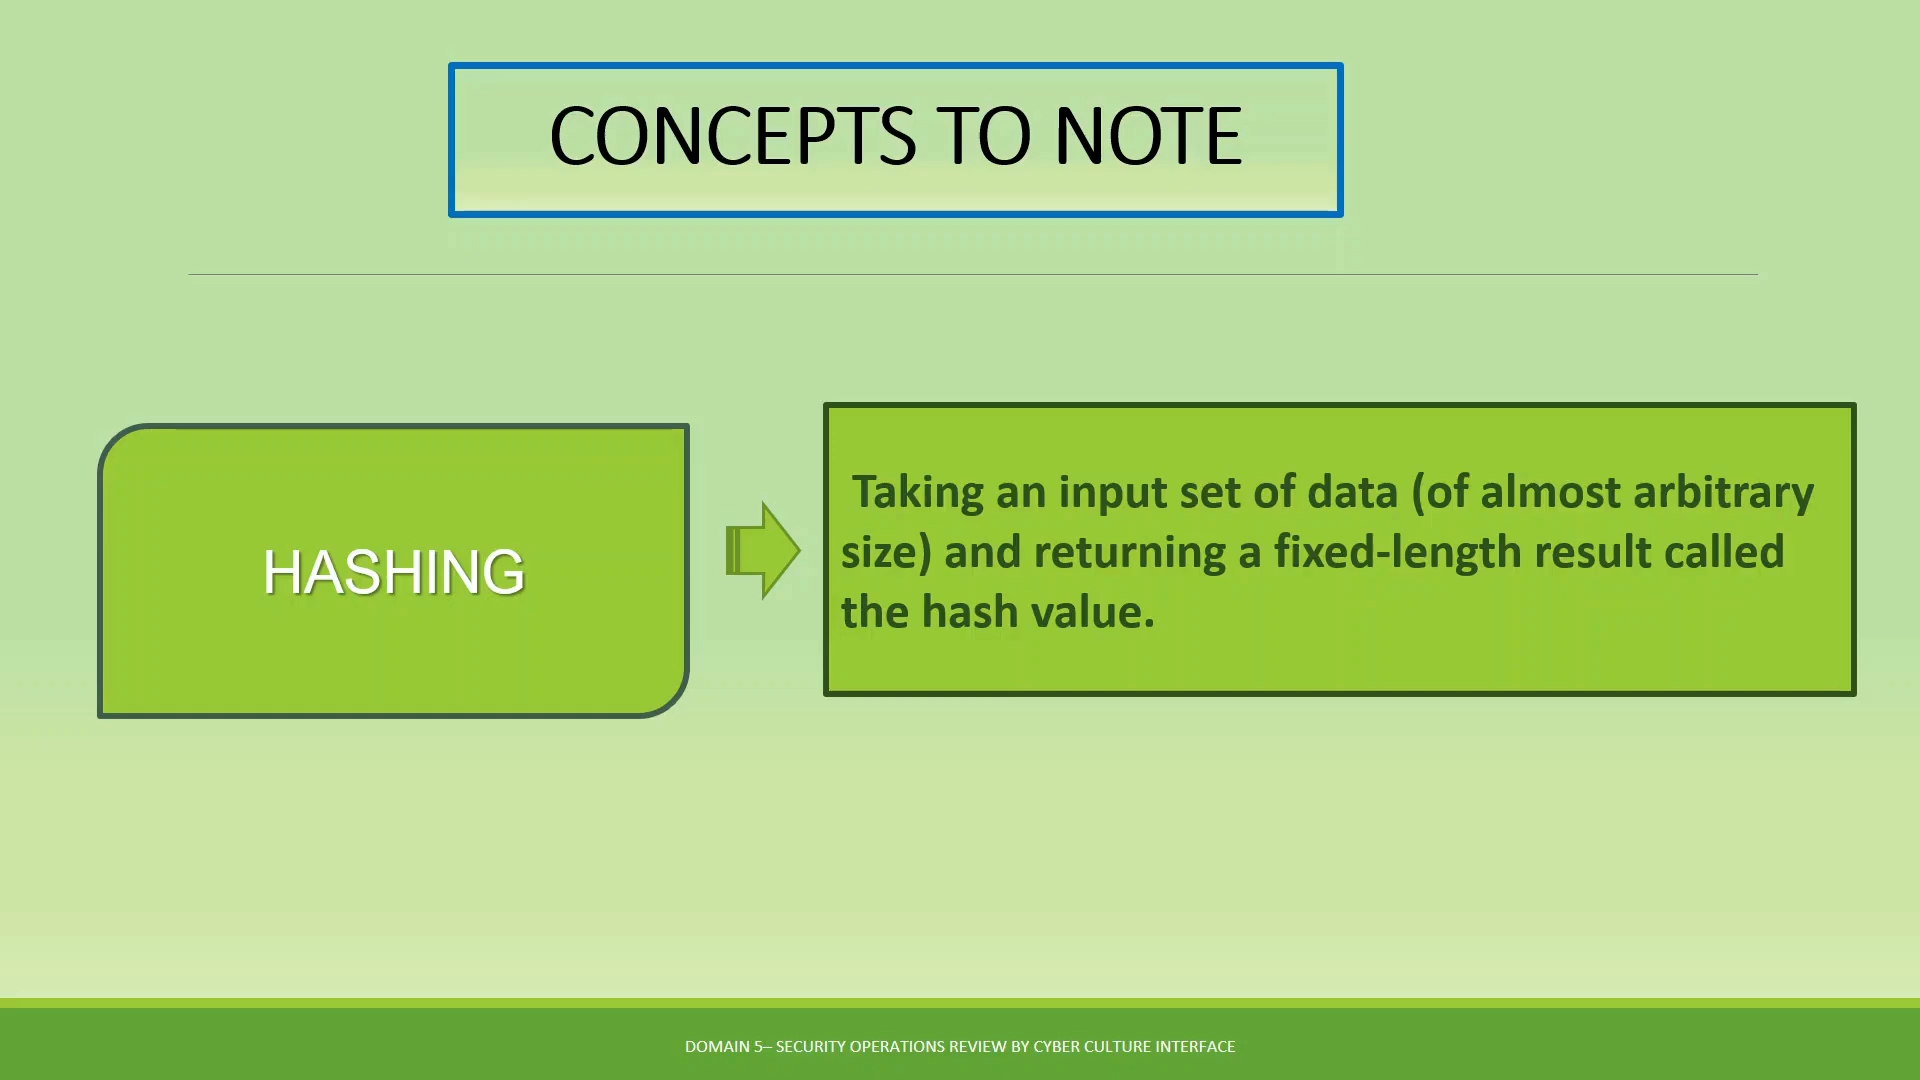 CONCEPTS TO NOTE
HASHING
Taking an input set of data (of almost arbitrary
size) and returning a fixed-length result called
the hash value.
DOMAIN 5– SECURITY OPERATIONS REVIEW BY CYBER CULTURE INTERFACE